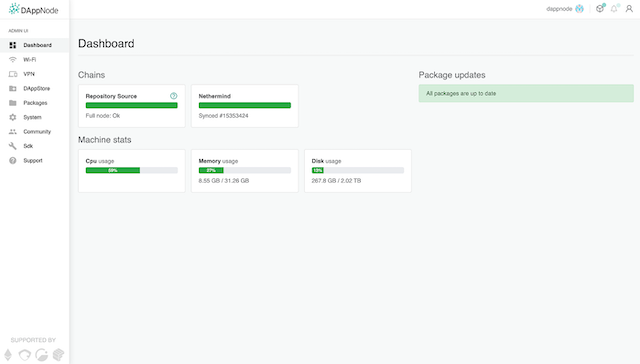 DAppNode
dappnode
ADMIN UI
Dashboard
Wi-Fi
VPN
DAppStore
Packages
System
Community
Sdk
Support
SUPPORTED BY
Dashboard
Chains
Repository Source
Full node: Ok
Nethermind
Synced #15353424
Machine stats
Cpu usage
59%
Memory usage
27%
8.55 GB / 31.26 GB
Disk usage
13%
267.8 GB / 2.02 TB
Package updates
All packages are up to date